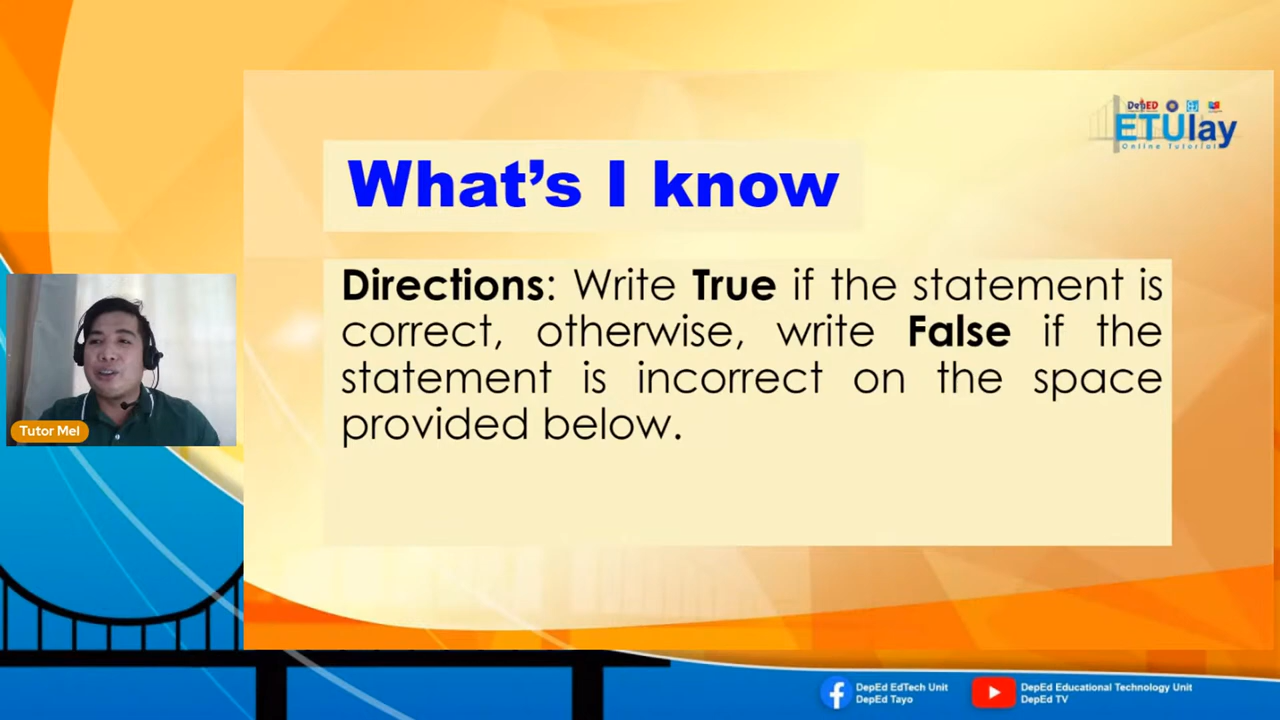 DepED
ETUlay
Online Tutorial
What's I know
Directions: Write True if the statement is
correct, otherwise, write False if the
statement is incorrect on the space
provided below.
Tutor Mel
DepEd EdTech Unit
DepEd Tayo
DepEd Educational Technology Unit
DepEd TV